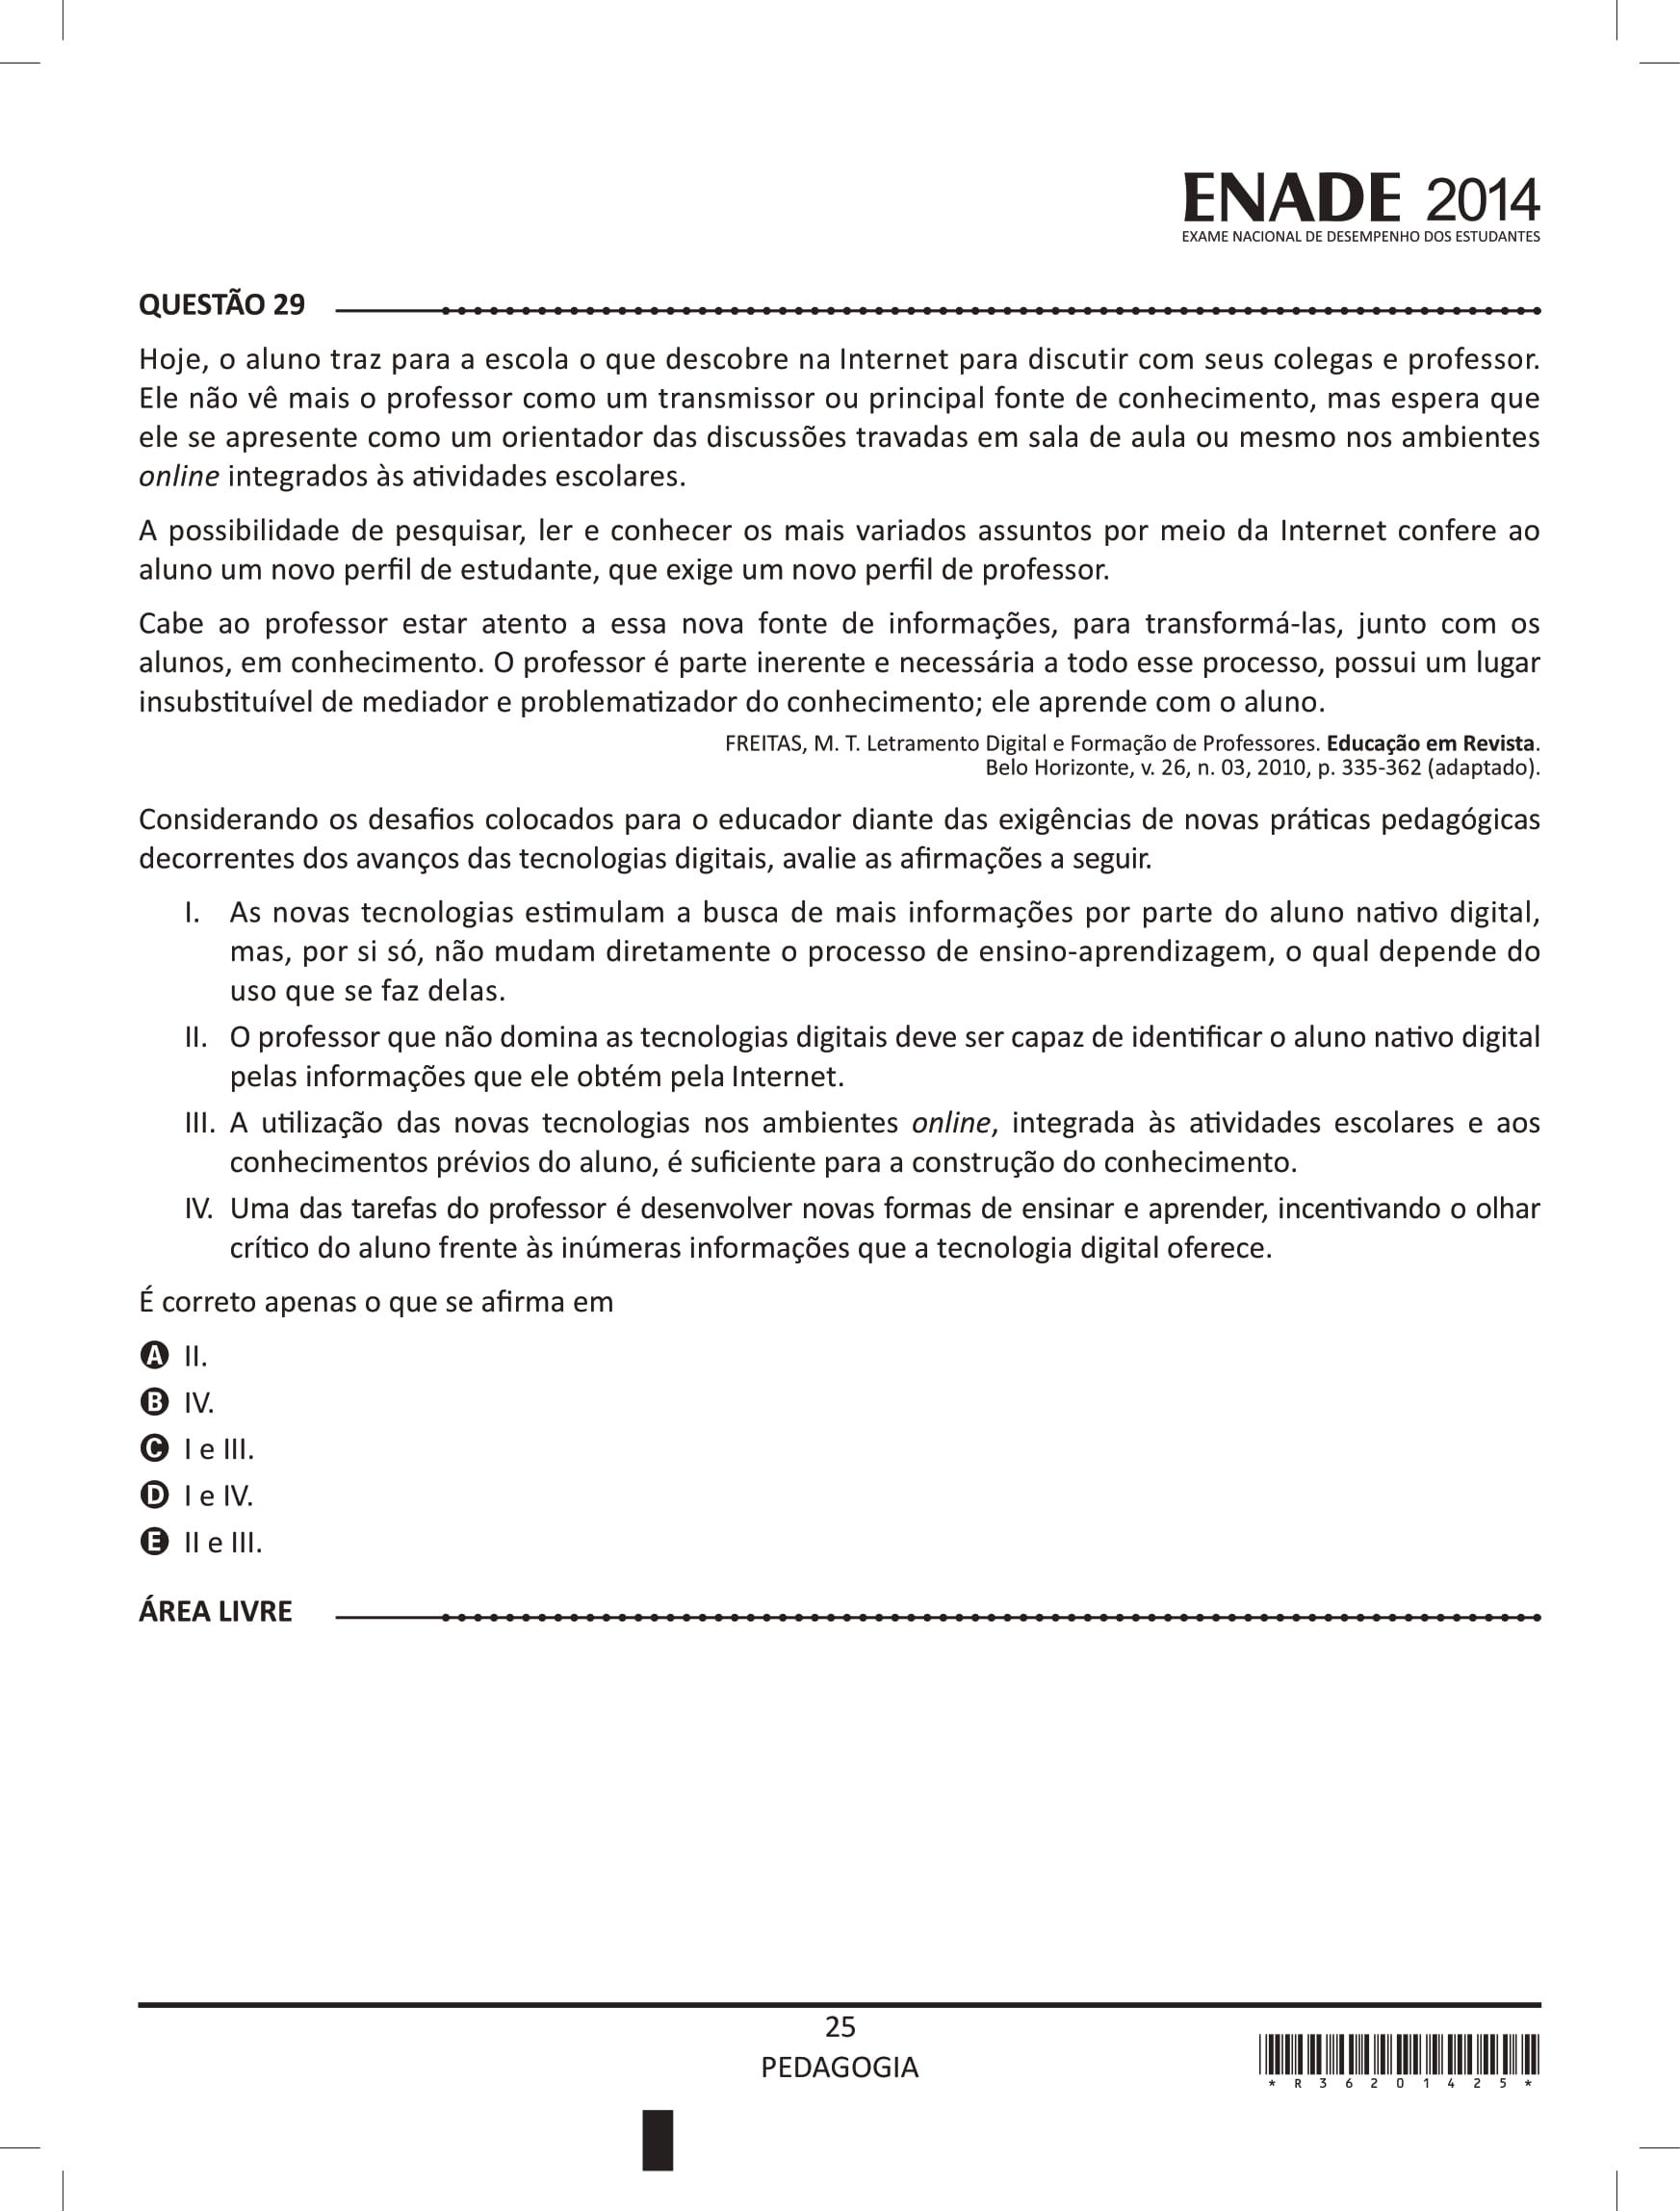 ENADE 2014
EXAME NACIONAL DE DESEMPENHO DOS ESTUDANTES
QUESTÃO 29
Hoje, o aluno traz para a escola o que descobre na Internet para discutir com seus colegas e professor.
Ele não vê mais o professor como um transmissor ou principal fonte de conhecimento, mas espera que
ele se apresente como um orientador das discussões travadas em sala de aula ou mesmo nos ambientes
online integrados às atividades escolares.
A possibilidade de pesquisar, ler e conhecer os mais variados assuntos por meio da Internet confere ao
aluno um novo perfil de estudante, que exige um novo perfil de professor.
Cabe ao professor estar atento a essa nova fonte de informações, para transformá-las, junto com os
alunos, em conhecimento. O professor é parte inerente e necessária a todo esse processo, possui um lugar
insubstituível de mediador e problematizador do conhecimento; ele aprende com o aluno.
FREITAS, M. T. Letramento Digital e Formação de Professores. Educação em Revista.
Belo Horizonte, v. 26, n. 03, 2010, p. 335-362 (adaptado).
Considerando os desafios colocados para o educador diante das exigências de novas práticas pedagógicas
decorrentes dos avanços das tecnologias digitais, avalie as afirmações a seguir.
I. As novas tecnologias estimulam a busca de mais informações por parte do aluno nativo digital,
mas, por si só, não mudam diretamente o processo de ensino-aprendizagem, o qual depende do
uso que se faz delas.
II. O professor que não domina as tecnologias digitais deve ser capaz de identificar o aluno nativo digital
pelas informações que ele obtém pela Internet.
III. A utilização das novas tecnologias nos ambientes online, integrada às atividades escolares e aos
conhecimentos prévios do aluno, é suficiente para a construção do conhecimento.
IV. Uma das tarefas do professor é desenvolver novas formas de ensinar e aprender, incentivando o olhar
crítico do aluno frente às inúmeras informações que a tecnologia digital oferece.
É correto apenas o que se afirma em
A II.
B IV.
C I e III.
D I e IV.
E II e III.
ÁREA LIVRE
25
PEDAGOGIA
* R 3 6 2 0 1 4 2 5 *